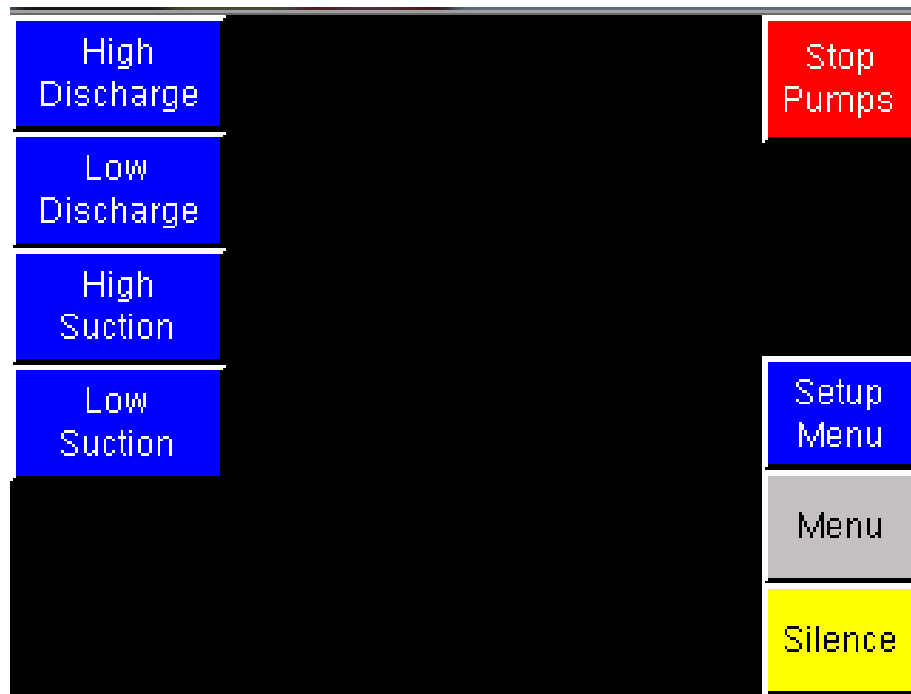 High
Discharge
Low
Discharge
High
Suction
Low
Suction
Stop
Pumps
Setup
Menu
Menu
Silence